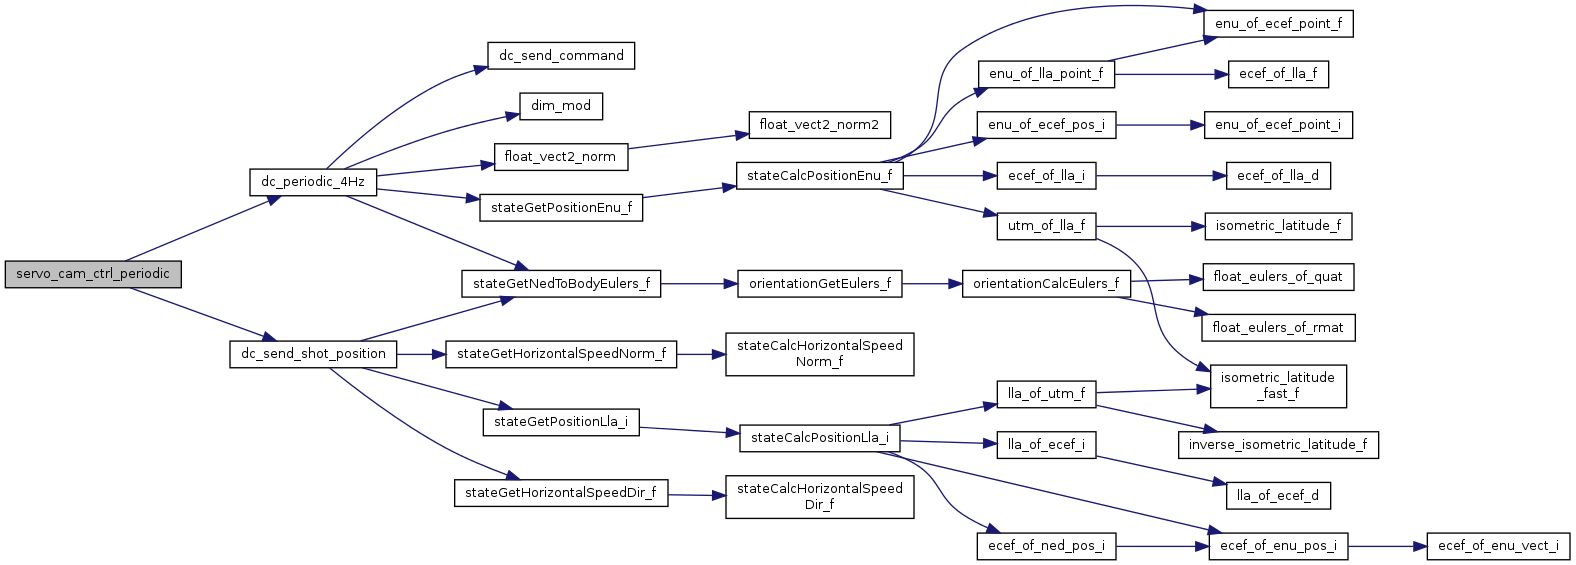 servo_cam_ctrl_periodic
dc_periodic_4Hz
dc_send_shot_position
dc_send_command
dim_mod
float_vect2_norm
stateGetPositionEnu_f
stateGetNedToBodyEulers_f
stateGetHorizontalSpeedNorm_f
stateGetPositionLla_i
stateGetHorizontalSpeedDir_f
float_vect2_norm2
stateCalcPositionEnu_f
orientationGetEulers_f
stateCalcHorizontalSpeed
Norm_f
stateCalcPositionLla_i
stateCalcHorizontalSpeed
Dir_f
enu_of_lla_point_f
enu_of_ecef_pos_i
ecef_of_lla_i
utm_of_lla_f
orientationCalcEulers_f
lla_of_utm_f
lla_of_ecef_i
ecef_of_ned_pos_i
enu_of_ecef_point_f
ecef_of_lla_f
enu_of_ecef_point_i
ecef_of_lla_d
isometric_latitude_f
float_eulers_of_quat
float_eulers_of_rmat
isometric_latitude
_fast_f
inverse_isometric_latitude_f
lla_of_ecef_d
ecef_of_enu_pos_i
ecef_of_enu_vect_i